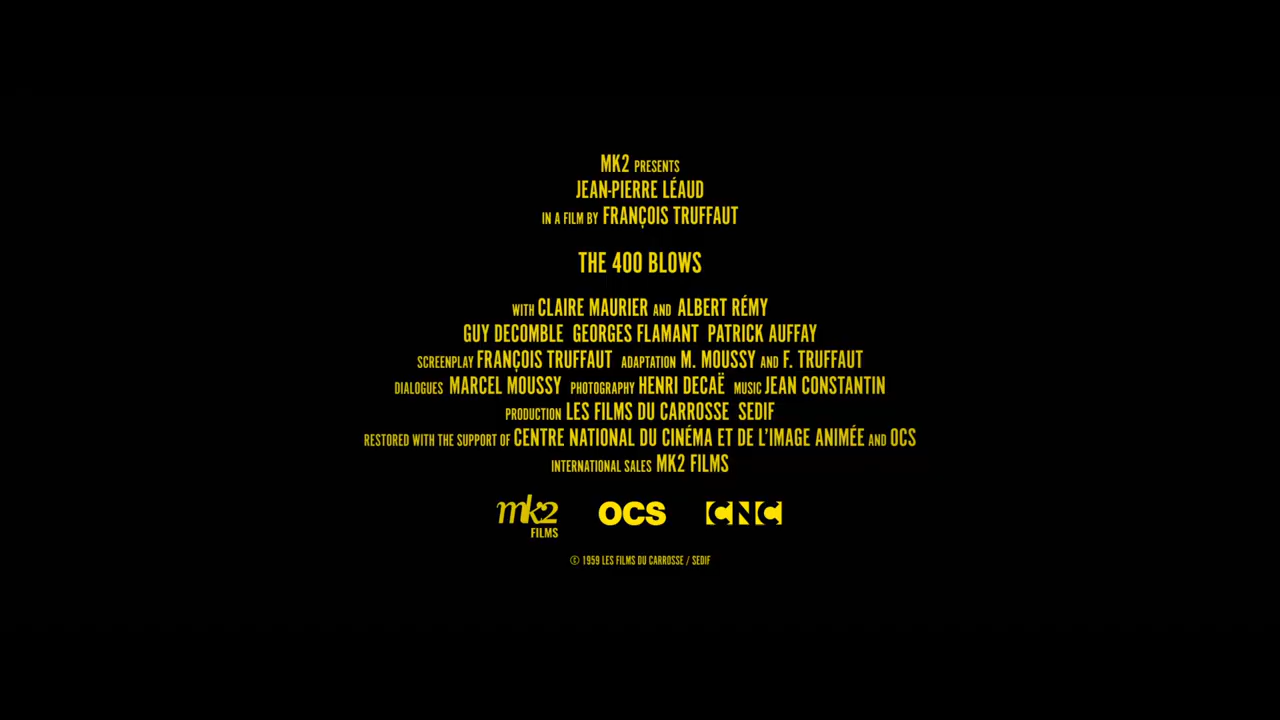 MK2 PRESENTS
JEAN-PIERRE LÉAUD
IN A FILM BY FRANÇOIS TRUFFAUT
THE 400 BLOWS
WITH CLAIRE MAURIER AND ALBERT RÉMY
GUY DECOMBLE GEORGES FLAMANT PATRICK AUFFAY
SCREENPLAY FRANÇOIS TRUFFAUT ADAPTATION M. MOUSSY AND F. TRUFFAUT
DIALOGUES MARCEL MOUSSY PHOTOGRAPHY HENRI DECAË MUSIC JEAN CONSTANTIN
PRODUCTION LES FILMS DU CARROSSE SEDIF
RESTORED WITH THE SUPPORT OF CENTRE NATIONAL DU CINÉMA ET DE L'IMAGE ANIMÉE AND OCS
INTERNATIONAL SALES MK2 FILMS
mk2 FILMS OCS CNC
© 1959 LES FILMS DU CARROSSE / SEDIF